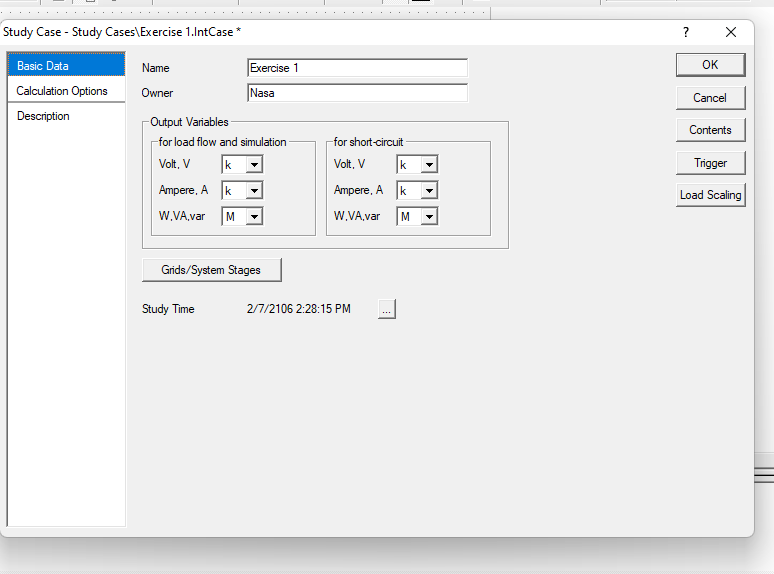 Study Case - Study Cases\Exercise 1.IntCase *
?
Basic Data
Calculation Options
Description
Name Exercise 1
Owner Nasa
Output Variables
for load flow and simulation
Volt, V k
Ampere, A k
W,VA,var M
for short-circuit
Volt, V k
Ampere, A k
W,VA,var M
Grids/System Stages
Study Time 2/7/2106 2:28:15 PM ...
OK
Cancel
Contents
Trigger
Load Scaling